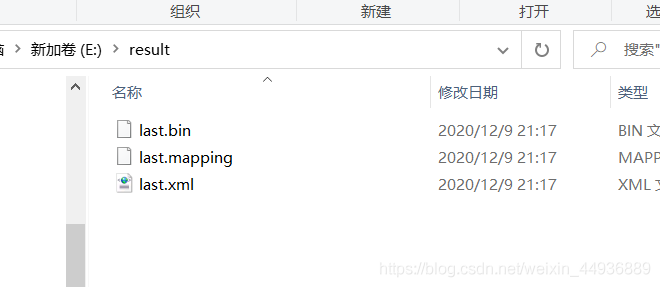 组织 新建 打开 选
新加卷 (E:) result 搜索"
名称 修改日期 类型
last.bin 2020/12/9 21:17 BIN 文
last.mapping 2020/12/9 21:17 MAPP
last.xml 2020/12/9 21:17 XML 文
https://blog.csdn.net/weixin_44936889